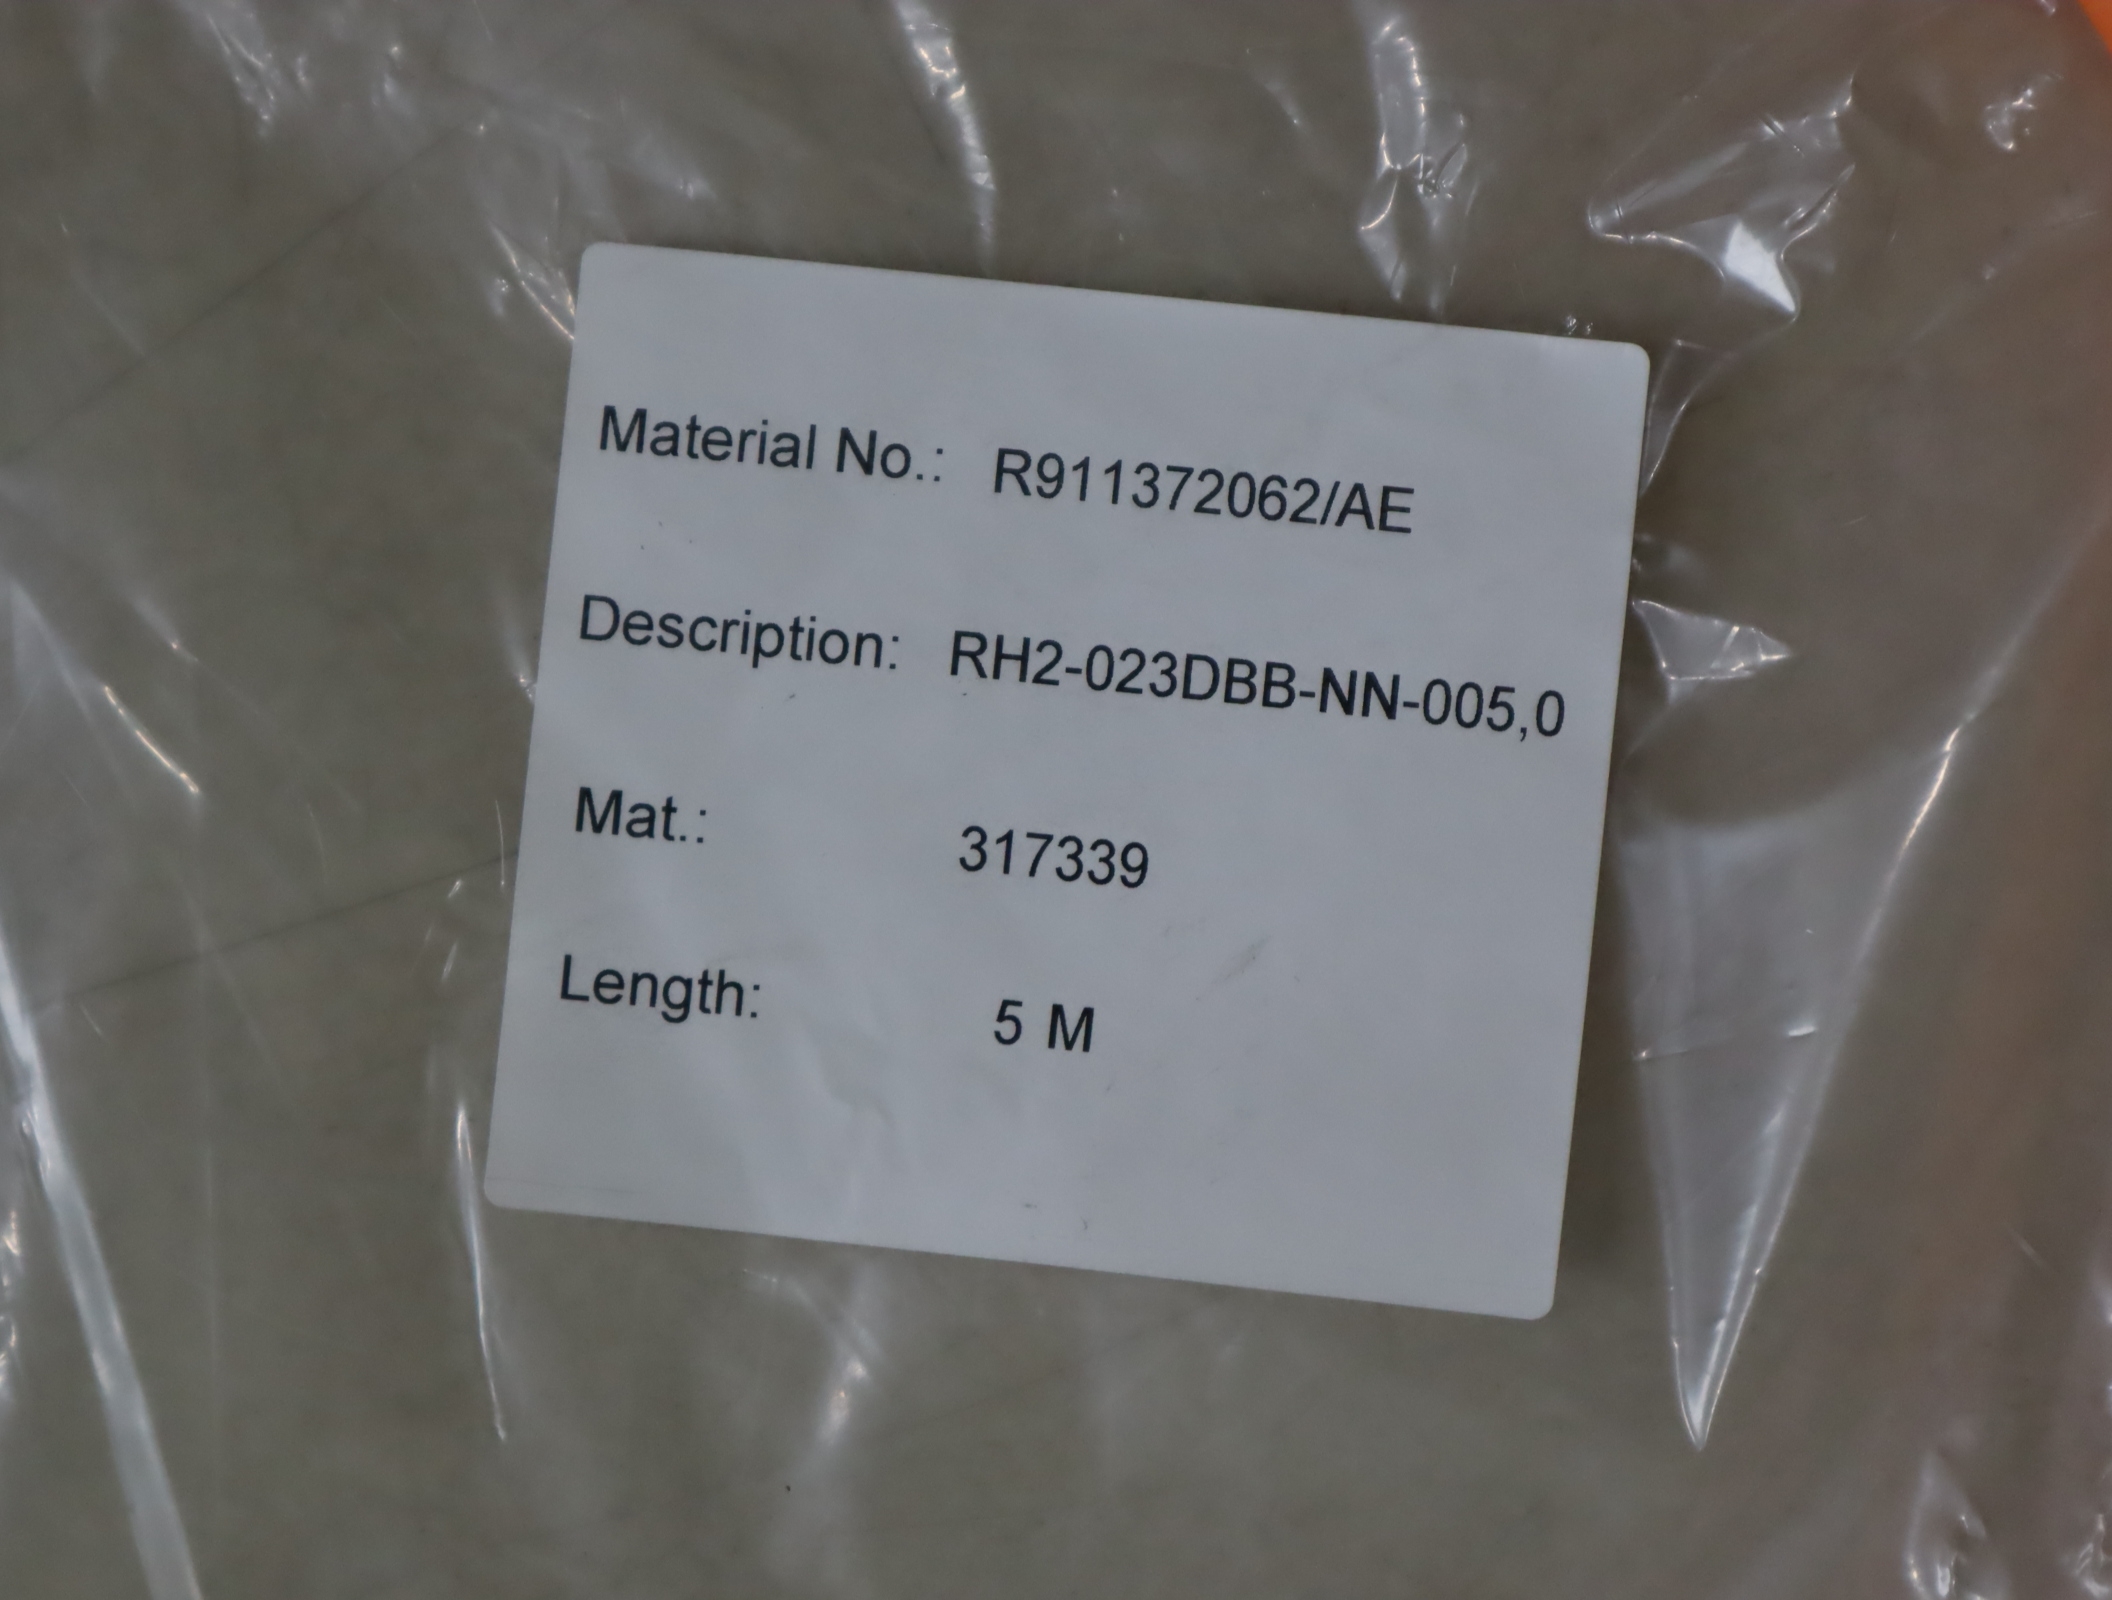 Material No.: R911372062/AE
Description: RH2-023DBB-NN-005,0
Mat.: 317339
Length: 5 M